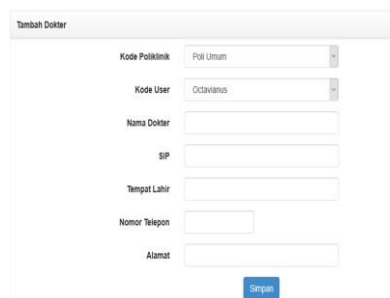 Tambah Dokter
Kode Poliklinik Poli Umum
Kode User Octavianus
Nama Dokter
SIP
Tempat Lahir
Nomor Telepon
Alamat
Simpan